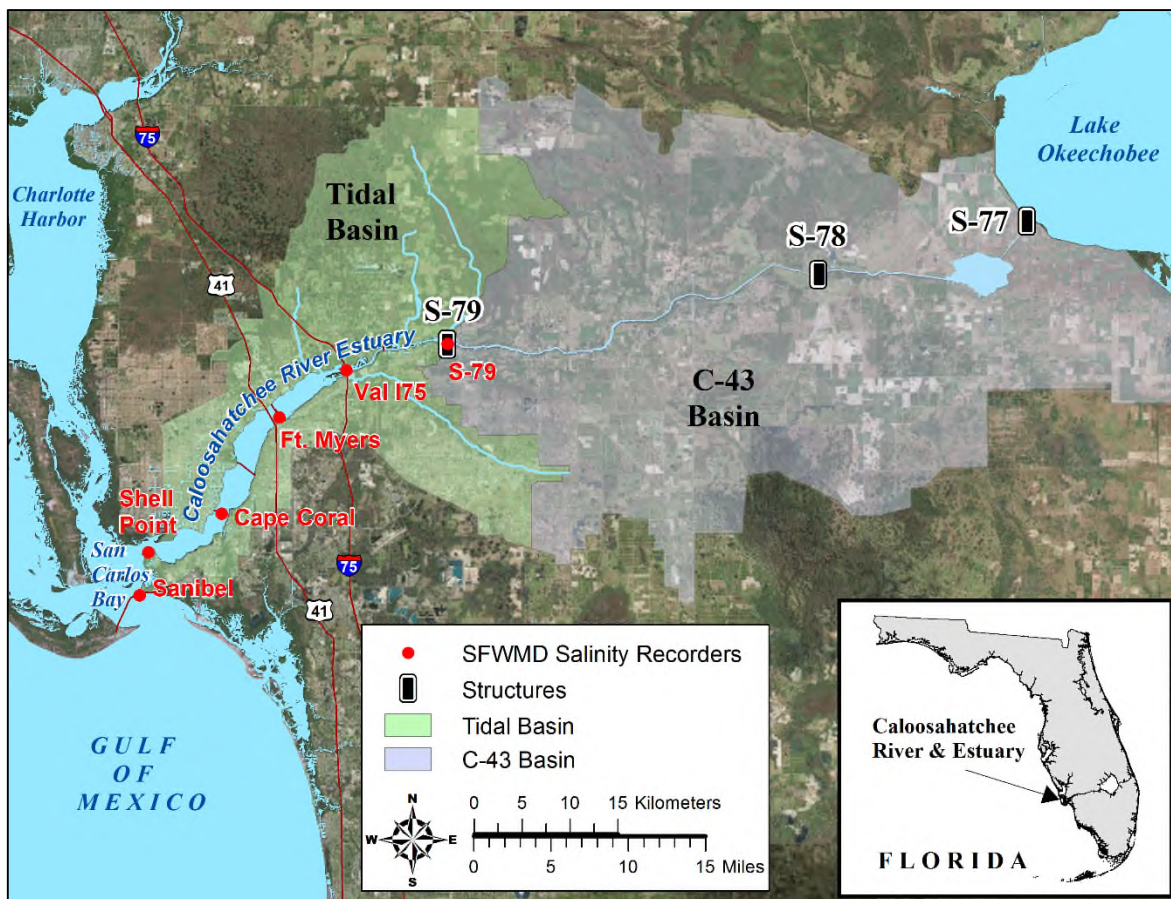 75
Lake
Okeechobee
Charlotte
Harbor
Tidal
Basin
S-77
S-78
41
S-79
S-79
Caloosahatchee River Estuary
Val I75
C-43
Basin
Ft. Myers
Shell
Point
Cape Coral
San
Carlos
Bay
Sanibel
75
41
GULF
OF
MEXICO
SFWMD Salinity Recorders
Structures
Tidal Basin
C-43 Basin
N
W E
S
0 5 10 15 Kilometers
0 5 10 15 Miles
Caloosahatchee
River & Estuary
FLORIDA